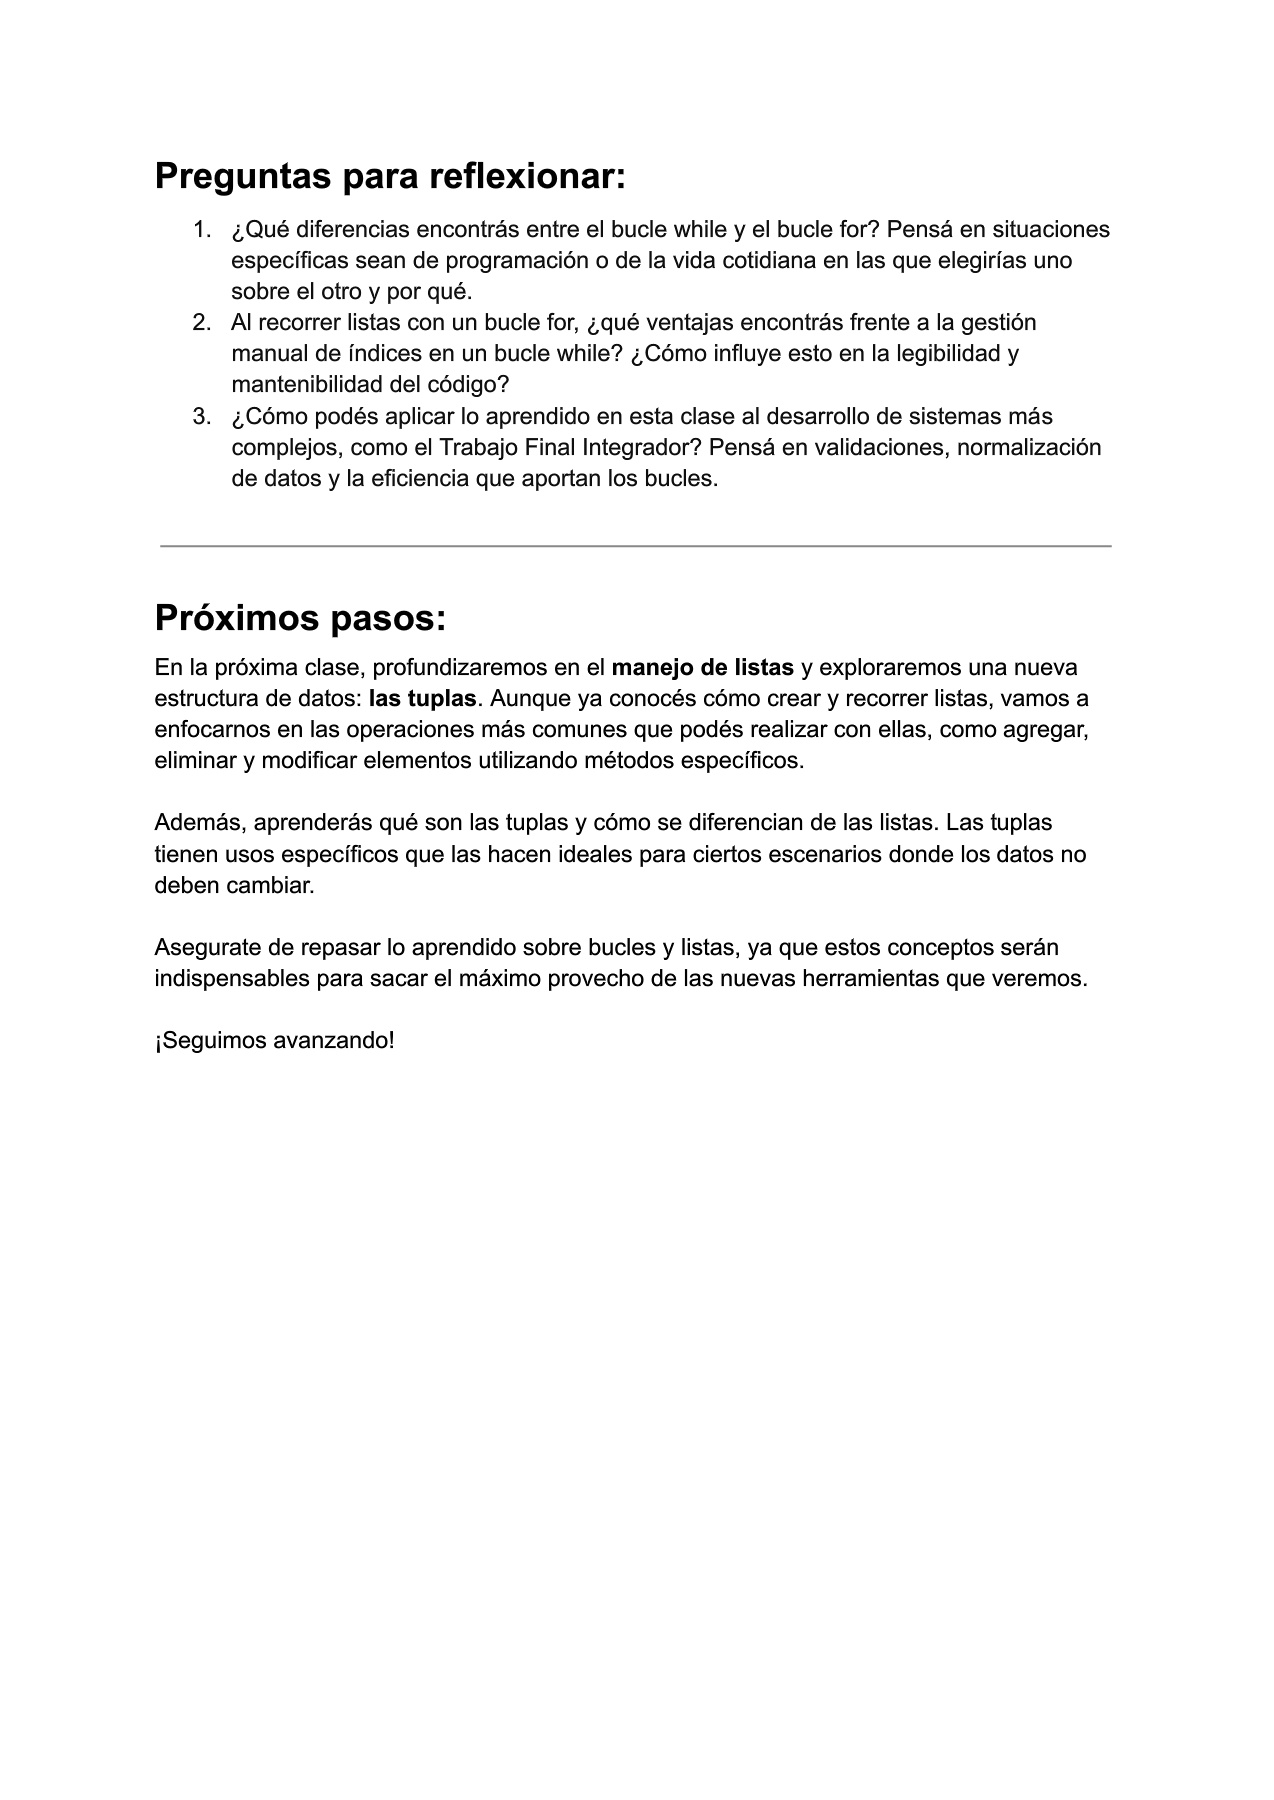 Preguntas para reflexionar:
1. ¿Qué diferencias encontrás entre el bucle while y el bucle for? Pensá en situaciones
específicas sean de programación o de la vida cotidiana en las que elegirías uno
sobre el otro y por qué.
2. Al recorrer listas con un bucle for, ¿qué ventajas encontrás frente a la gestión
manual de índices en un bucle while? ¿Cómo influye esto en la legibilidad y
mantenibilidad del código?
3. ¿Cómo podés aplicar lo aprendido en esta clase al desarrollo de sistemas más
complejos, como el Trabajo Final Integrador? Pensá en validaciones, normalización
de datos y la eficiencia que aportan los bucles.
Próximos pasos:
En la próxima clase, profundizaremos en el manejo de listas y exploraremos una nueva
estructura de datos: las tuplas. Aunque ya conocés cómo crear y recorrer listas, vamos a
enfocarnos en las operaciones más comunes que podés realizar con ellas, como agregar,
eliminar y modificar elementos utilizando métodos específicos.
Además, aprenderás qué son las tuplas y cómo se diferencian de las listas. Las tuplas
tienen usos específicos que las hacen ideales para ciertos escenarios donde los datos no
deben cambiar.
Asegurate de repasar lo aprendido sobre bucles y listas, ya que estos conceptos serán
indispensables para sacar el máximo provecho de las nuevas herramientas que veremos.
¡Seguimos avanzando!